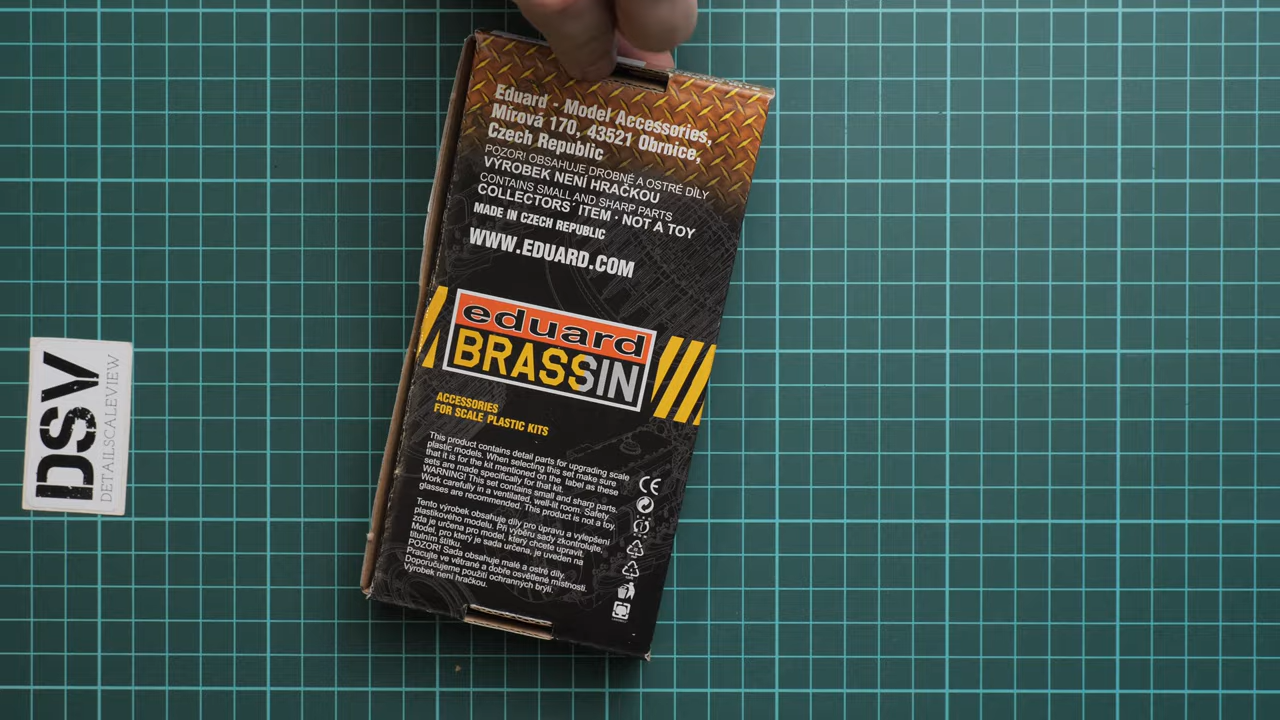 Eduard - Model Accessories,
Mírová 170, 43521 Obrnice,
Czech Republic
POZOR! OBSAHUJE DROBNÉ A OSTRÉ DÍLY
VÝROBEK NENÍ HRAČKOU
CONTAINS SMALL AND SHARP PARTS
COLLECTORS´ ITEM · NOT A TOY
MADE IN CZECH REPUBLIC
WWW.EDUARD.COM
eduard
BRASSIN
ACCESSORIES
FOR SCALE PLASTIC KITS
This product contains detail parts for upgrading scale
plastic models. When selecting this set make sure
that it is for the kit mentioned on the label as these
sets are made specifically for that kit.
WARNING! This set contains small and sharp parts.
Work carefully in a ventilated, well-lit room. Safety
glasses are recommended. This product is not a toy.
Tento výrobek obsahuje díly pro úpravu a vylepšení
plastikového modelu. Při výběru sady zkontrolujte,
zda je určena pro model, který chcete upravit.
Model, pro který je sada určena, je uveden na
titulním štítku.
POZOR! Sada obsahuje malé a ostré díly.
Pracujte ve větrané a dobře osvětlené místnosti.
Doporučujeme použití ochranných brýlí.
Výrobek není hračkou.
CE
DSV
DETAILSCALEVIEW